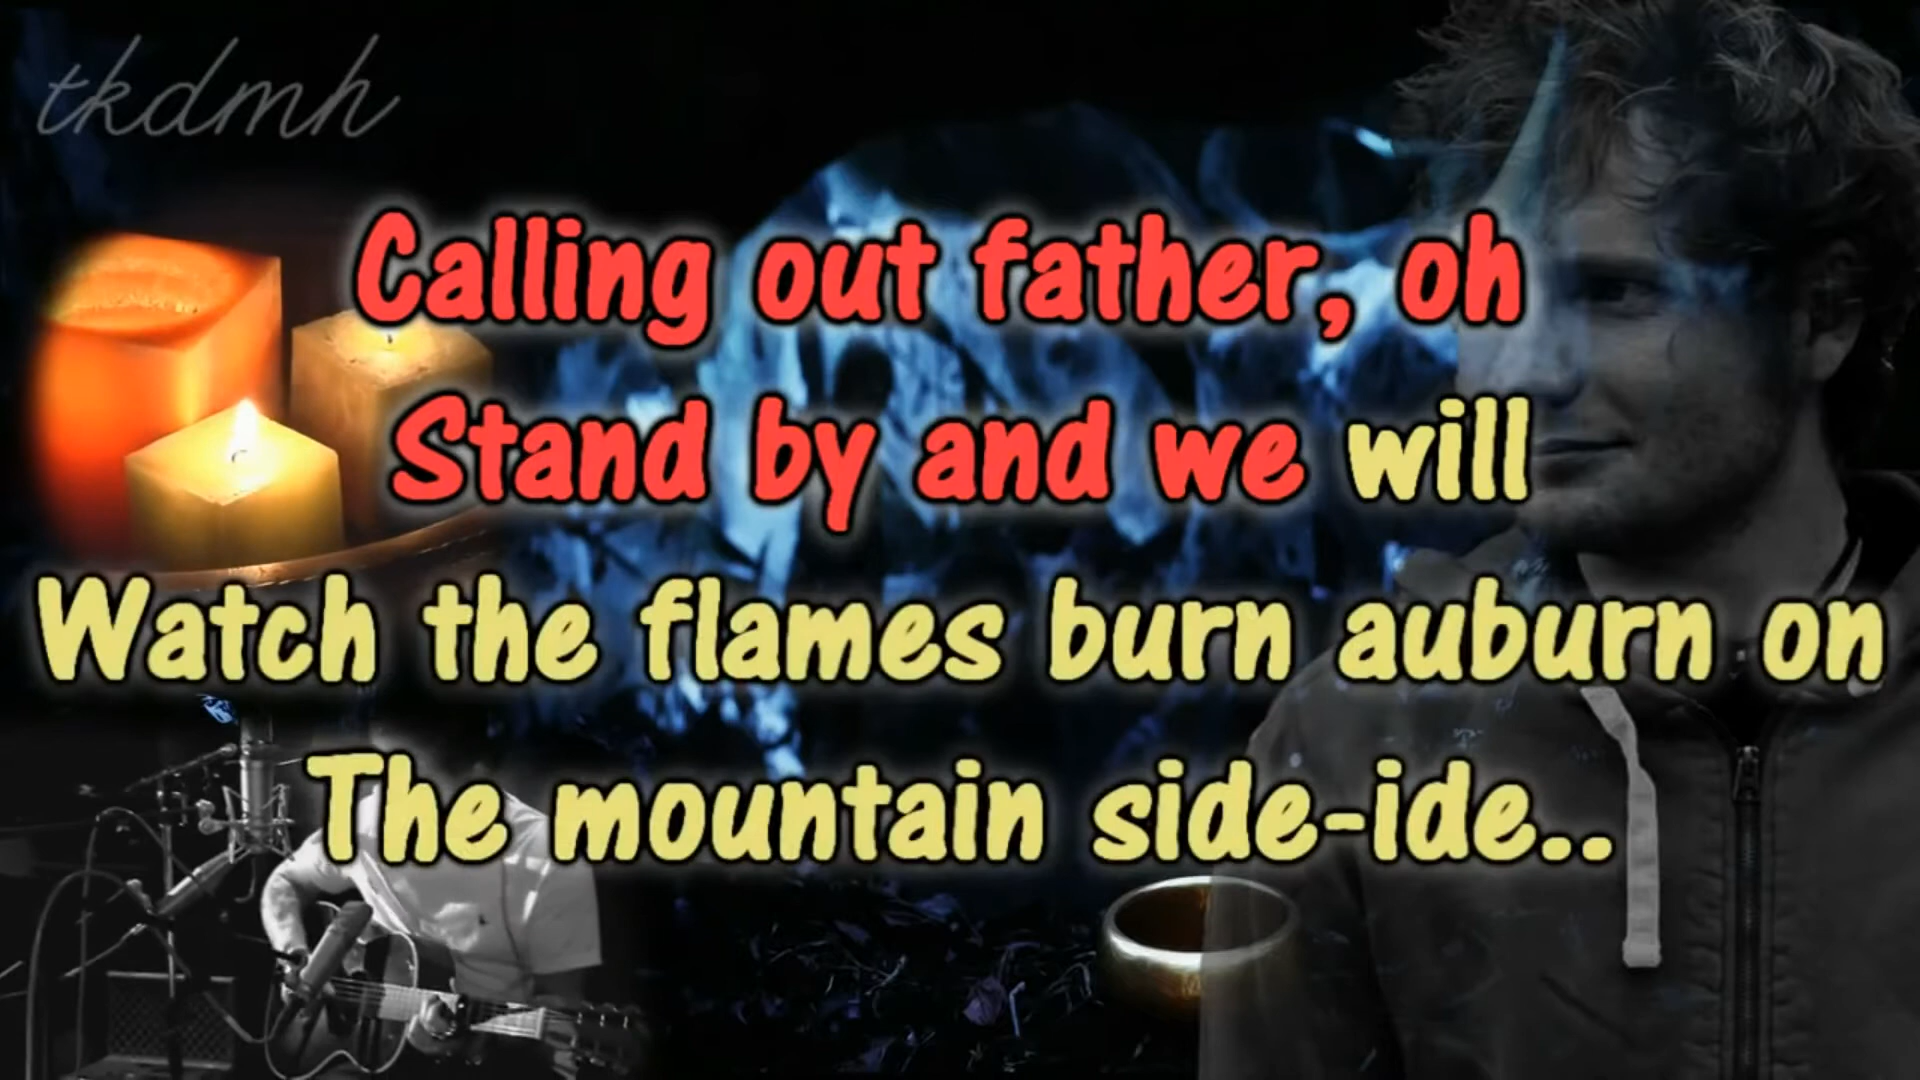 tkdmh
Calling out father, oh
Stand by and we will
Watch the flames burn auburn on
The mountain side-ide..